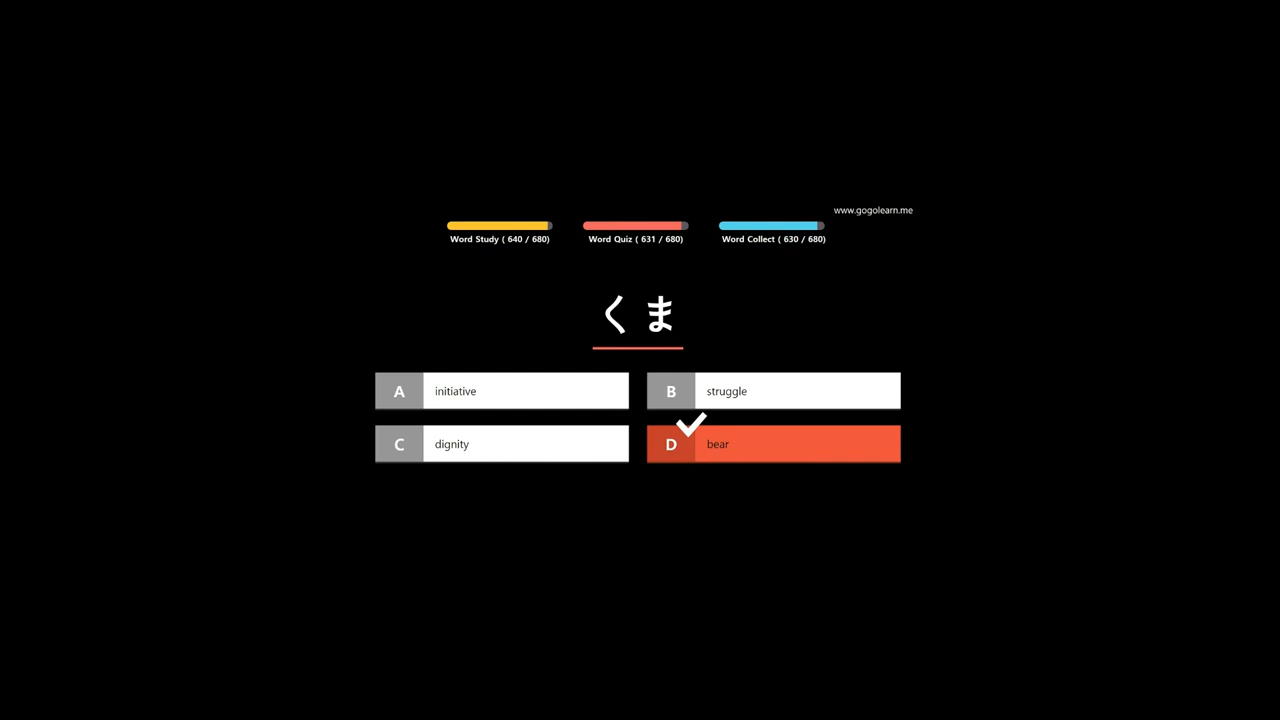 www.gogolearn.me
Word Study ( 640 / 680)
Word Quiz ( 631 / 680)
Word Collect ( 630 / 680)
くま
A initiative
B struggle
C dignity
D bear